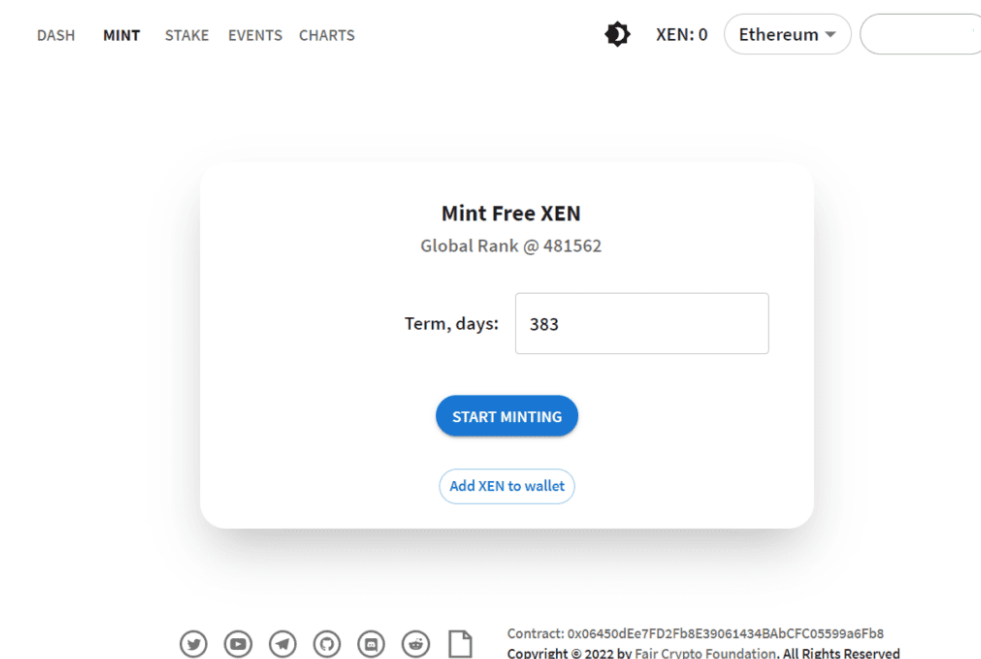 DASH MINT STAKE EVENTS CHARTS XEN: 0 Ethereum
Mint Free XEN
Global Rank @ 481562
Term, days: 383
START MINTING
Add XEN to wallet
Contract: 0x06450dEe7FD2Fb8E39061434BAbCFC05599a6Fb8
Copyright © 2022 by Fair Crypto Foundation. All Rights Reserved